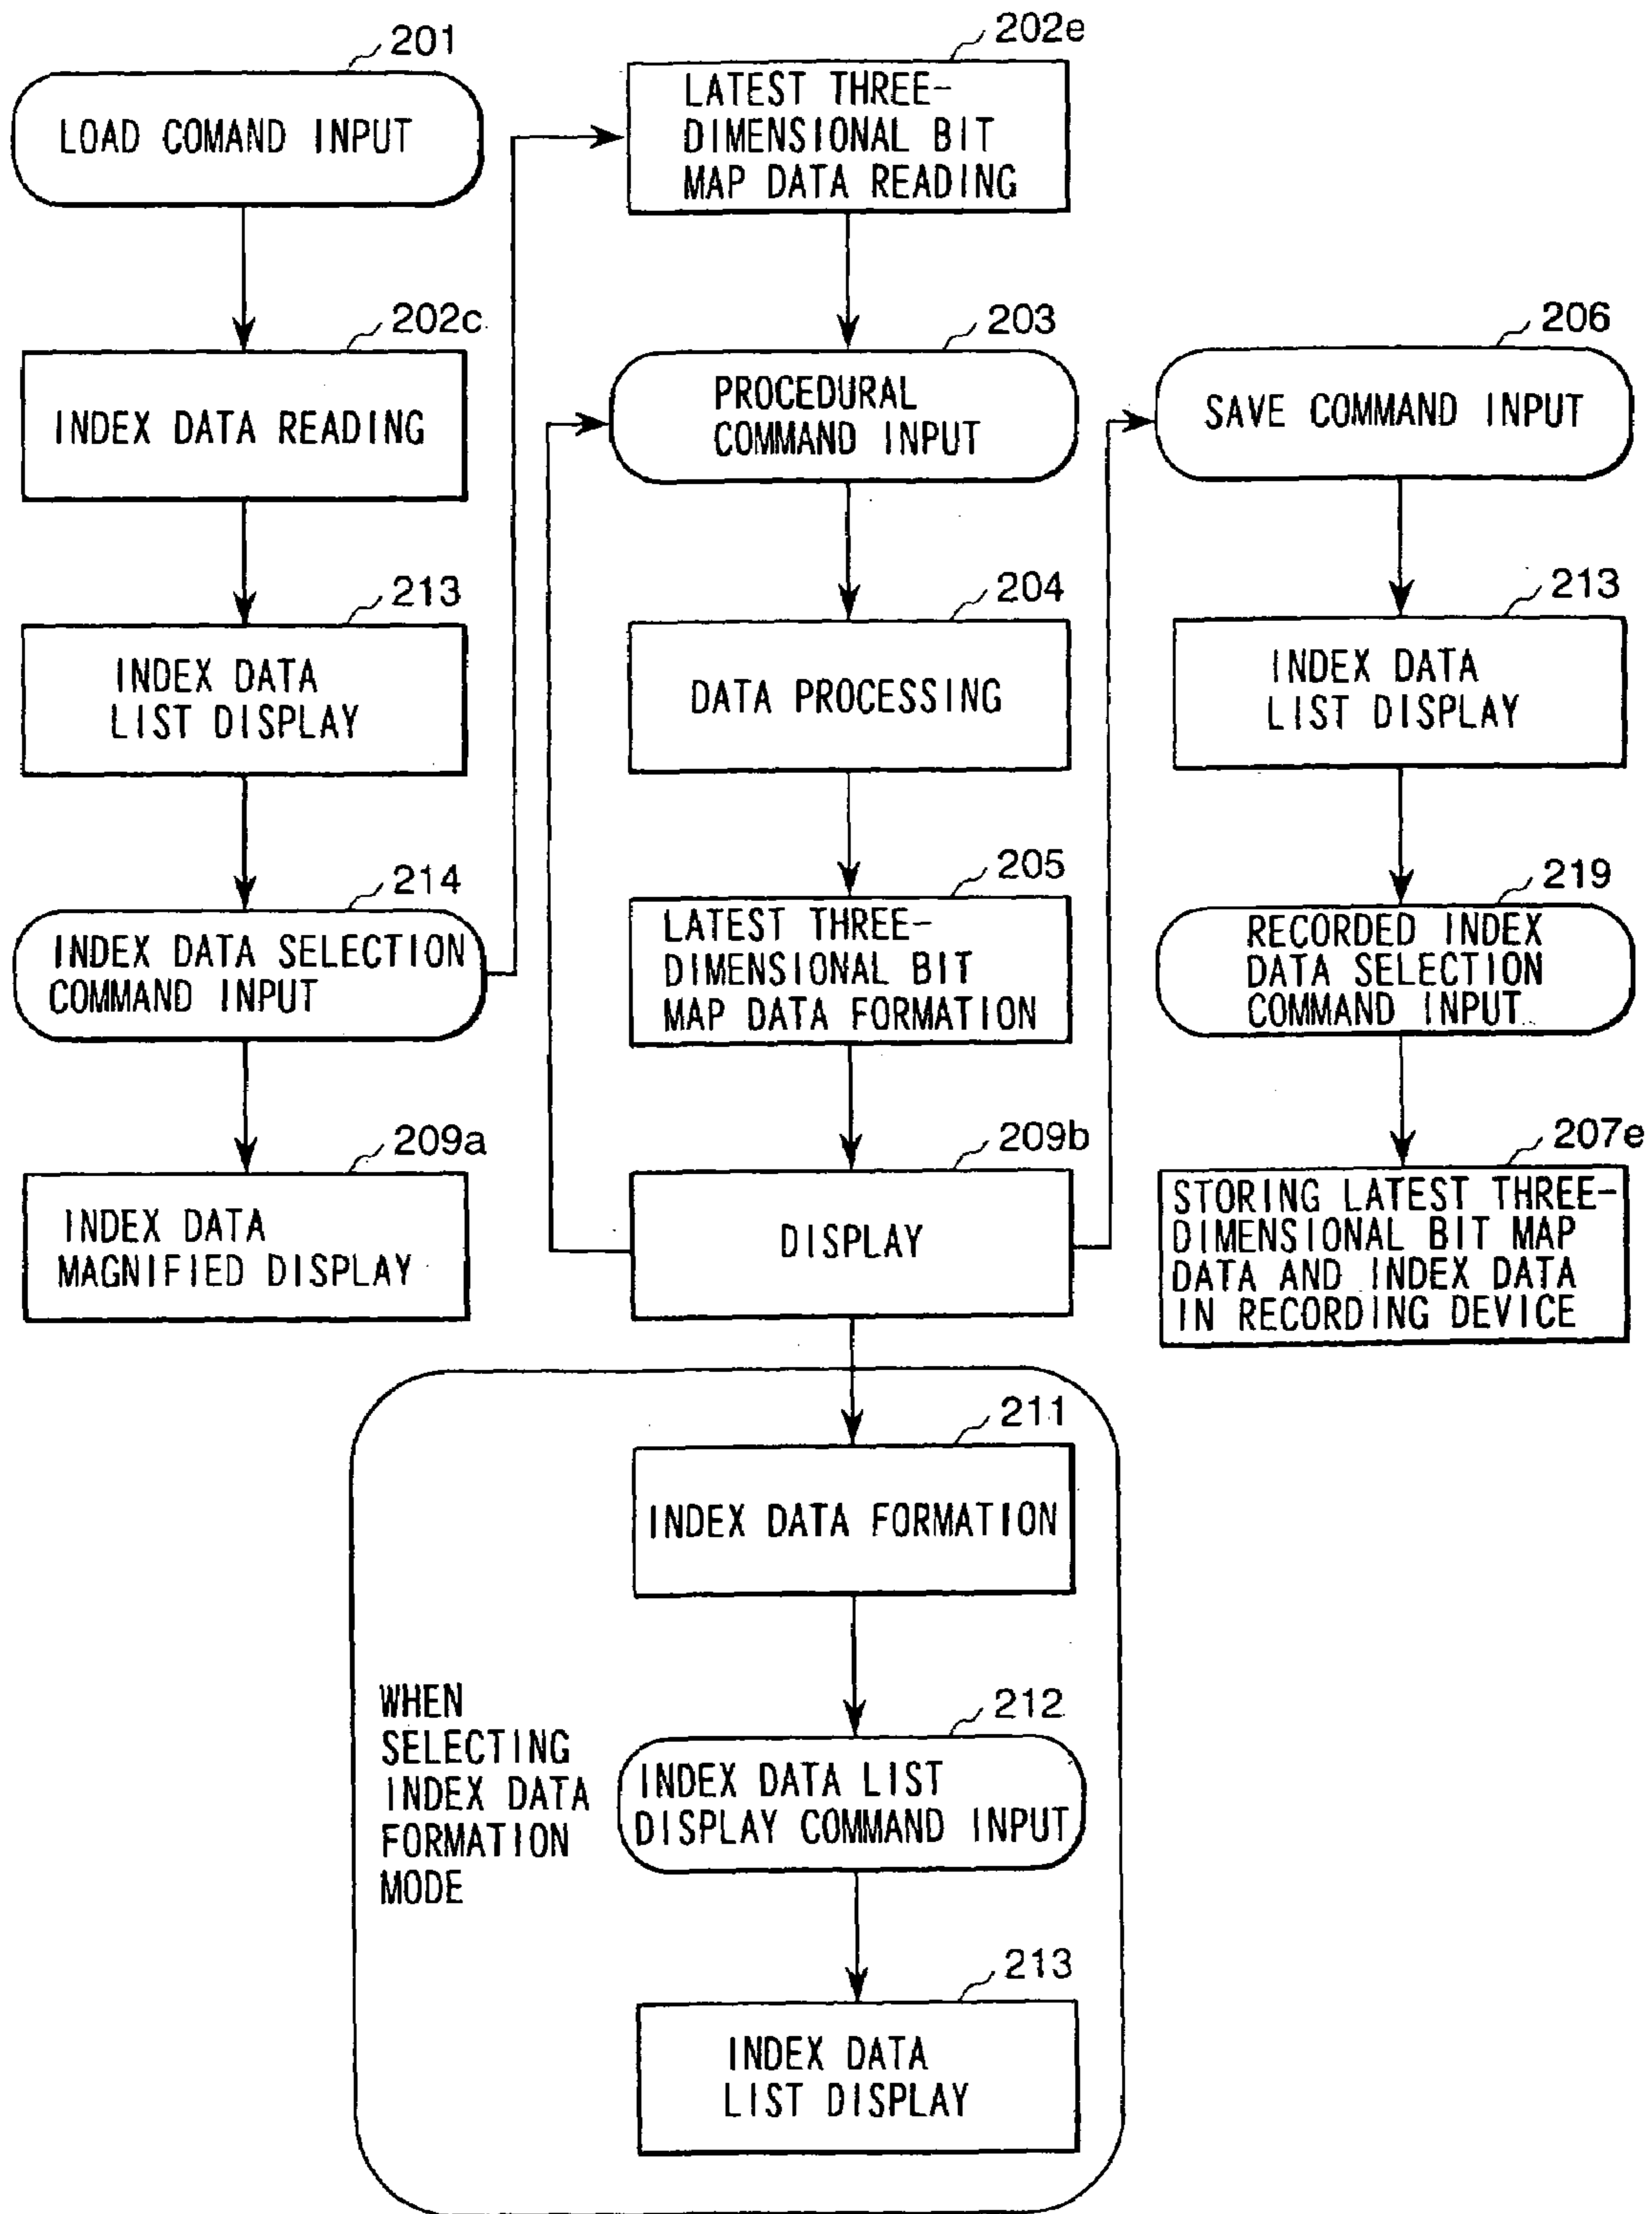 201
LOAD COMAND INPUT
202c
INDEX DATA READING
213
INDEX DATA
LIST DISPLAY
214
INDEX DATA SELECTION
COMMAND INPUT
209a
INDEX DATA
MAGNIFIED DISPLAY
202e
LATEST THREE-
DIMENSIONAL BIT
MAP DATA READING
203
PROCEDURAL
COMMAND INPUT
204
DATA PROCESSING
205
LATEST THREE-
DIMENSIONAL BIT
MAP DATA FORMATION
209b
DISPLAY
206
SAVE COMMAND INPUT
213
INDEX DATA
LIST DISPLAY
219
RECORDED INDEX
DATA SELECTION
COMMAND INPUT
207e
STORING LATEST THREE-
DIMENSIONAL BIT MAP
DATA AND INDEX DATA
IN RECORDING DEVICE
WHEN
SELECTING
INDEX DATA
FORMATION
MODE
211
INDEX DATA FORMATION
212
INDEX DATA LIST
DISPLAY COMMAND INPUT
213
INDEX DATA
LIST DISPLAY